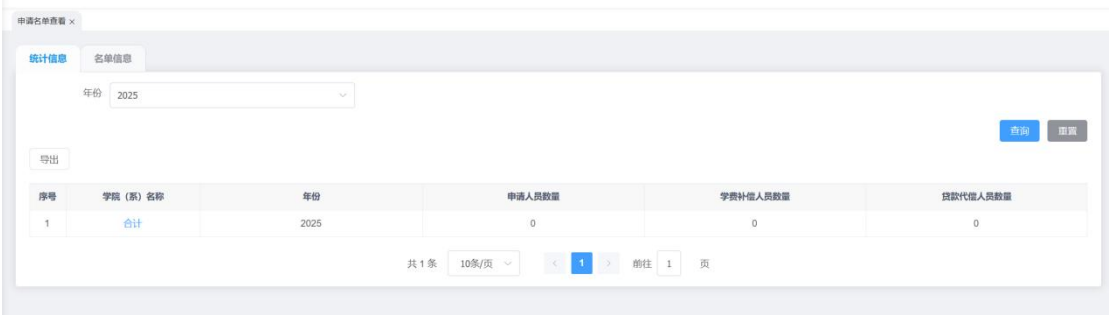 申请名单查看 ×
统计信息 名单信息
年份 2025
查询 重置
导出
序号 学院（系）名称 年份 申请人员数量 学费补偿人员数量 贷款代偿人员数量
1 合计 2025 0 0 0
共 1 条 10条/页 < 1 > 前往 1 页